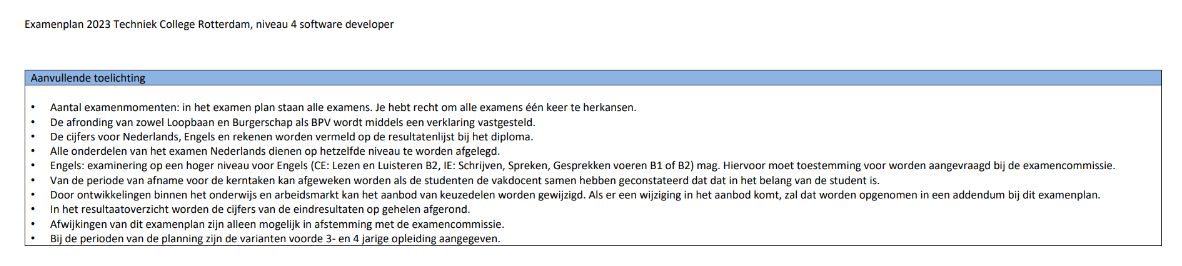 Examenplan 2023 Techniek College Rotterdam, niveau 4 software developer
Aanvullende toelichting
• Aantal examenmomenten: in het examen plan staan alle examens. Je hebt recht om alle examens één keer te herkansen.
• De afronding van zowel Loopbaan en Burgerschap als BPV wordt middels een verklaring vastgesteld.
• De cijfers voor Nederlands, Engels en rekenen worden vermeld op de resultatenlijst bij het diploma.
• Alle onderdelen van het examen Nederlands dienen op hetzelfde niveau te worden afgelegd.
• Engels: examinering op een hoger niveau voor Engels (CE: Lezen en Luisteren B2, IE: Schrijven, Spreken, Gesprekken voeren B1 of B2) mag. Hiervoor moet toestemming voor worden aangevraagd bij de examencommissie.
• Van de periode van afname voor de kerntaken kan afgeweken worden als de studenten de vakdocent samen hebben geconstateerd dat dat in het belang van de student is.
• Door ontwikkelingen binnen het onderwijs en arbeidsmarkt kan het aanbod van keuzedelen worden gewijzigd. Als er een wijziging in het aanbod komt, zal dat worden opgenomen in een addendum bij dit examenplan.
• In het resultaatoverzicht worden de cijfers van de eindresultaten op gehelen afgerond.
• Afwijkingen van dit examenplan zijn alleen mogelijk in afstemming met de examencommissie.
• Bij de perioden van de planning zijn de varianten voorde 3- en 4 jarige opleiding aangegeven.